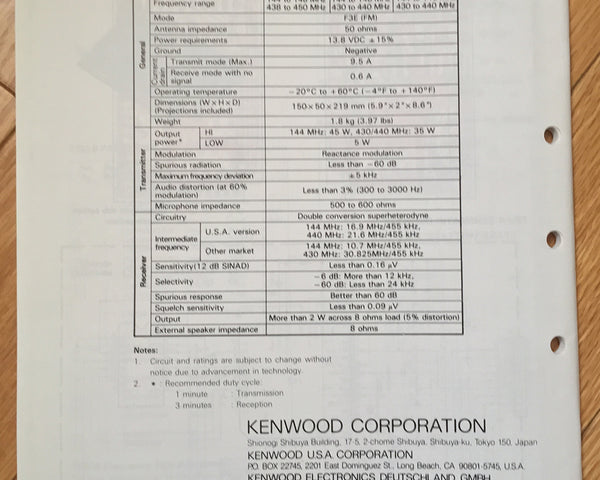 Frequency range 438 to 450 MHz 430 to 440 MHz 430 to 440 MHz
General
Mode F3E (FM)
Antenna impedance 50 ohms
Power requirements 13.8 VDC ± 15%
Ground Negative
Current drain Transmit mode (Max.) 9.5 A
Receive mode with no signal 0.6 A
Operating temperature −20°C to +60°C (−4°F to +140°F)
Dimensions (W×H×D) (Projections included) 150×50×219 mm (5.9"×2"×8.6")
Weight 1.8 kg (3.97 lbs)
Transmitter
Output power* HI 144 MHz: 45 W, 430/440 MHz: 35 W
LOW 5 W
Modulation Reactance modulation
Spurious radiation Less than −60 dB
Maximum frequency deviation ±5 kHz
Audio distortion (at 60% modulation) Less than 3% (300 to 3000 Hz)
Microphone impedance 500 to 600 ohms
Receiver
Circuitry Double conversion superheterodyne
Intermediate frequency U.S.A. version 144 MHz: 16.9 MHz/455 kHz,
440 MHz: 21.6 MHz/455 kHz
Other market 144 MHz: 10.7 MHz/455 kHz,
430 MHz: 30.825MHz/455 kHz
Sensitivity(12 dB SINAD) Less than 0.16 μV
Selectivity −6 dB: More than 12 kHz,
−60 dB: Less than 24 kHz
Spurious response Better than 60 dB
Squelch sensitivity Less than 0.09 μV
Output More than 2 W across 8 ohms load (5% distortion)
External speaker impedance 8 ohms
Notes:
1. Circuit and ratings are subject to change without
notice due to advancement in technology.
2. * : Recommended duty cycle:
1 minute : Transmission
3 minutes : Reception
KENWOOD CORPORATION
Shionogi Shibuya Building, 17-5, 2-chome Shibuya, Shibuya-ku, Tokyo 150, Japan
KENWOOD U.S.A. CORPORATION
P.O. BOX 22745, 2201 East Dominguez St., Long Beach, CA 90801-5745, U.S.A.
KENWOOD ELECTRONICS DEUTSCHLAND GMBH